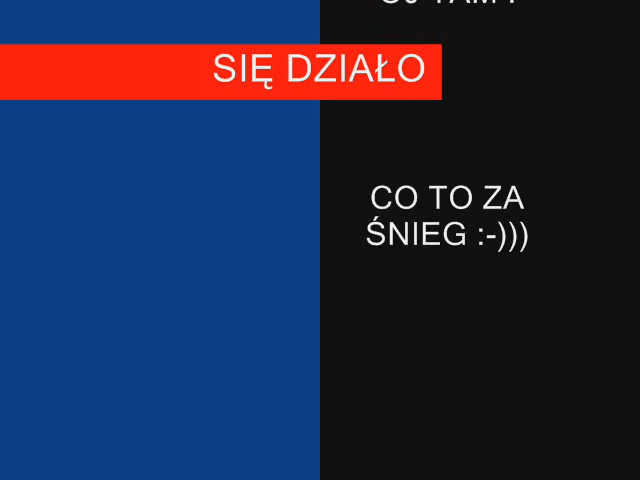 SIĘ DZIAŁO
CO TO ZA
ŚNIEG :-)))